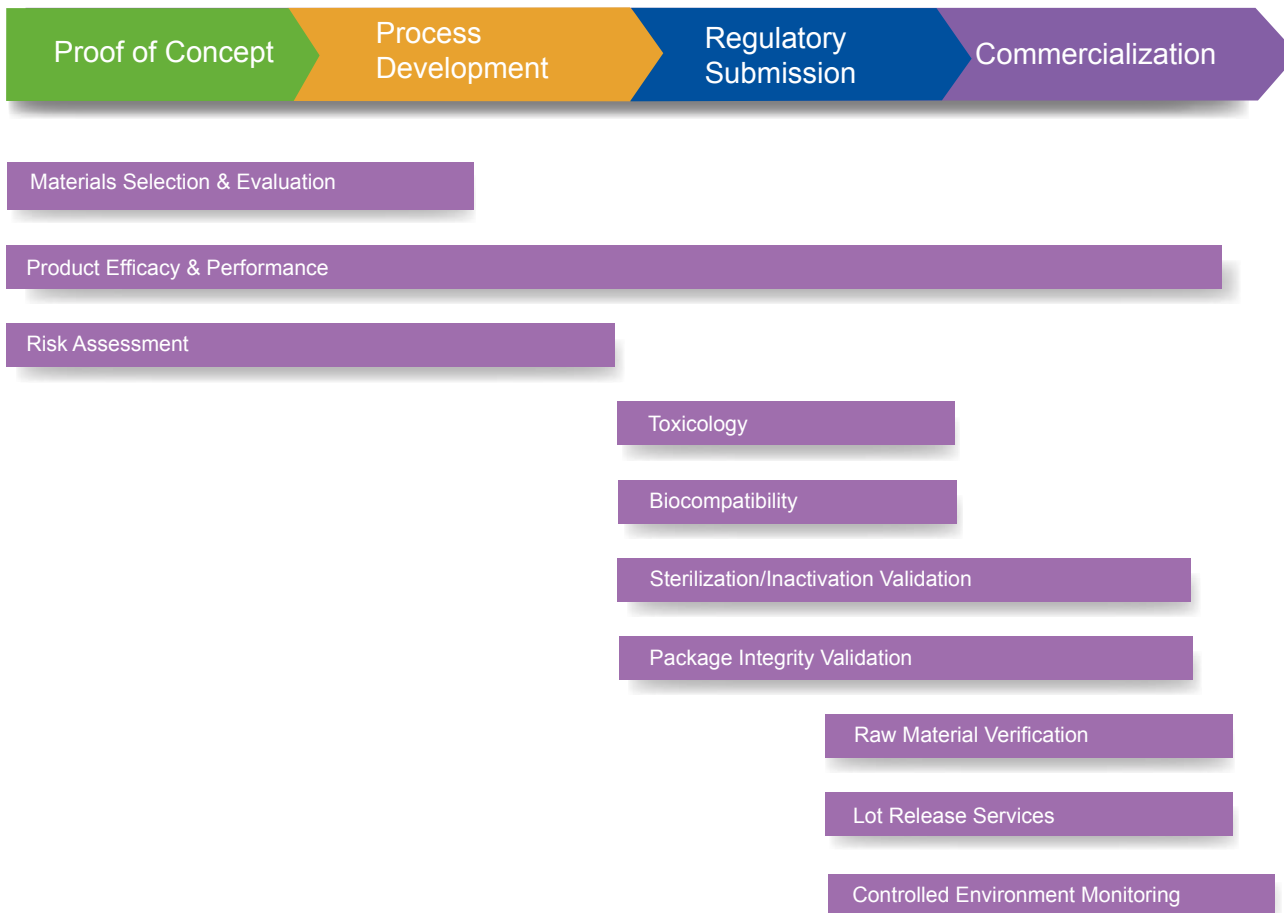 Proof of Concept
Process
Development
Regulatory
Submission
Commercialization
Materials Selection & Evaluation
Product Efficacy & Performance
Risk Assessment
Toxicology
Biocompatibility
Sterilization/Inactivation Validation
Package Integrity Validation
Raw Material Verification
Lot Release Services
Controlled Environment Monitoring